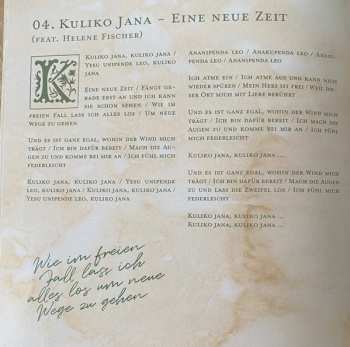 04. Kuliko Jana – Eine neue Zeit
(feat. Helene Fischer)
Kuliko jana, kuliko jana /
Yesu unipende leo, kuliko
jana
Eine neue Zeit / Fängt ge-
rade erst an und ich kann
sie schon sehen / Wie im
freien Fall lass ich alles los / Um neue
Wege zu gehen
Und es ist ganz egal, wohin der Wind mich
trägt / Ich bin dafür bereit / Mach die Au-
gen zu und komme bei mir an / Ich fühl mich
federleicht
Kuliko jana, kuliko jana / Yesu unipende
leo, kuliko jana / Kuliko jana, kuliko jana /
Yesu unipende leo, kuliko jana
Wie im freien
Fall lass ich
alles los um neue
Wege zu gehen
Ananipenda leo / Anakupenda leo / Anani-
penda leo / Ananipenda leo
Ich atme ein / Ich atme aus und kann mich
wieder spüren / Mein Herz ist frei / Weil die-
ser Ort mich mit Liebe berührt
Und es ist ganz egal, wohin der Wind mich
trägt / Ich bin dafür bereit / Ich mach die
Augen zu und komme bei mir an / Ich fühl mich
federleicht
Kuliko jana, kuliko jana ...
Und es ist ganz egal, wohin der Wind mich
trägt / Ich bin dafür bereit / Mach die Augen
zu und lass die Zweifel los / Ich fühl mich
federleicht
Kuliko jana, kuliko jana ...
Kuliko jana, kuliko jana ...